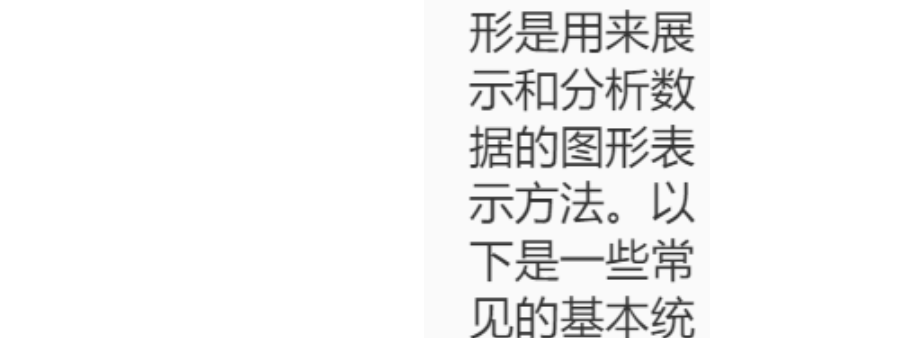 形是用来展
示和分析数
据的图形表
示方法。以
下是一些常
见的基本统